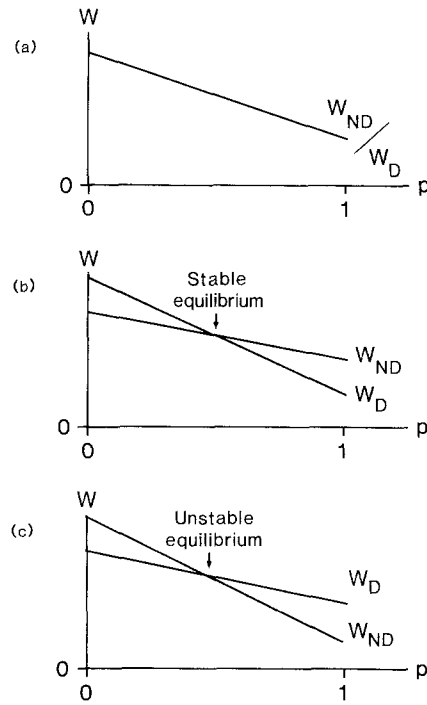 W
(a)
W_ND
W_D
0
0
1
p
W
(b)
Stable
equilibrium
W_ND
W_D
0
0
1
p
W
(c)
Unstable
equilibrium
W_D
W_ND
0
0
1
p